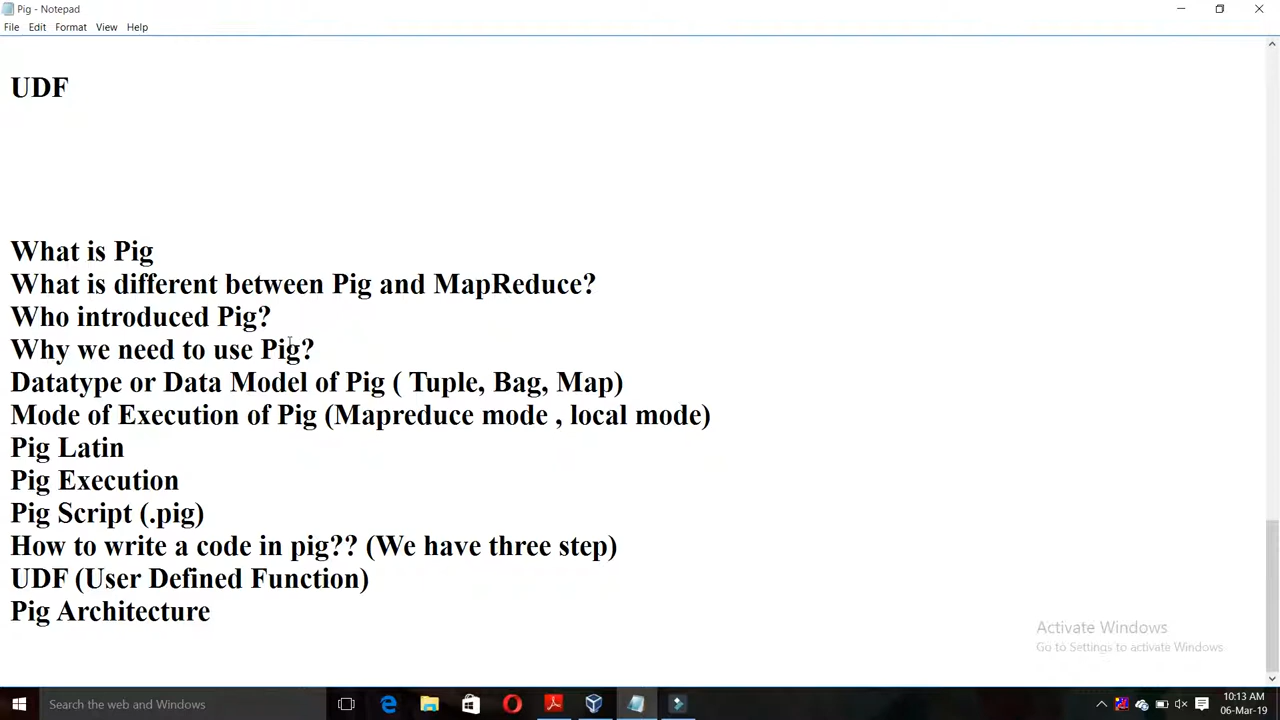 Pig - Notepad
File Edit Format View Help
UDF
What is Pig
What is different between Pig and MapReduce?
Who introduced Pig?
Why we need to use Pig?
Datatype or Data Model of Pig ( Tuple, Bag, Map)
Mode of Execution of Pig (Mapreduce mode , local mode)
Pig Latin
Pig Execution
Pig Script (.pig)
How to write a code in pig?? (We have three step)
UDF (User Defined Function)
Pig Architecture
Activate Windows
Go to Settings to activate Windows.
Search the web and Windows
10:13 AM
06-Mar-19